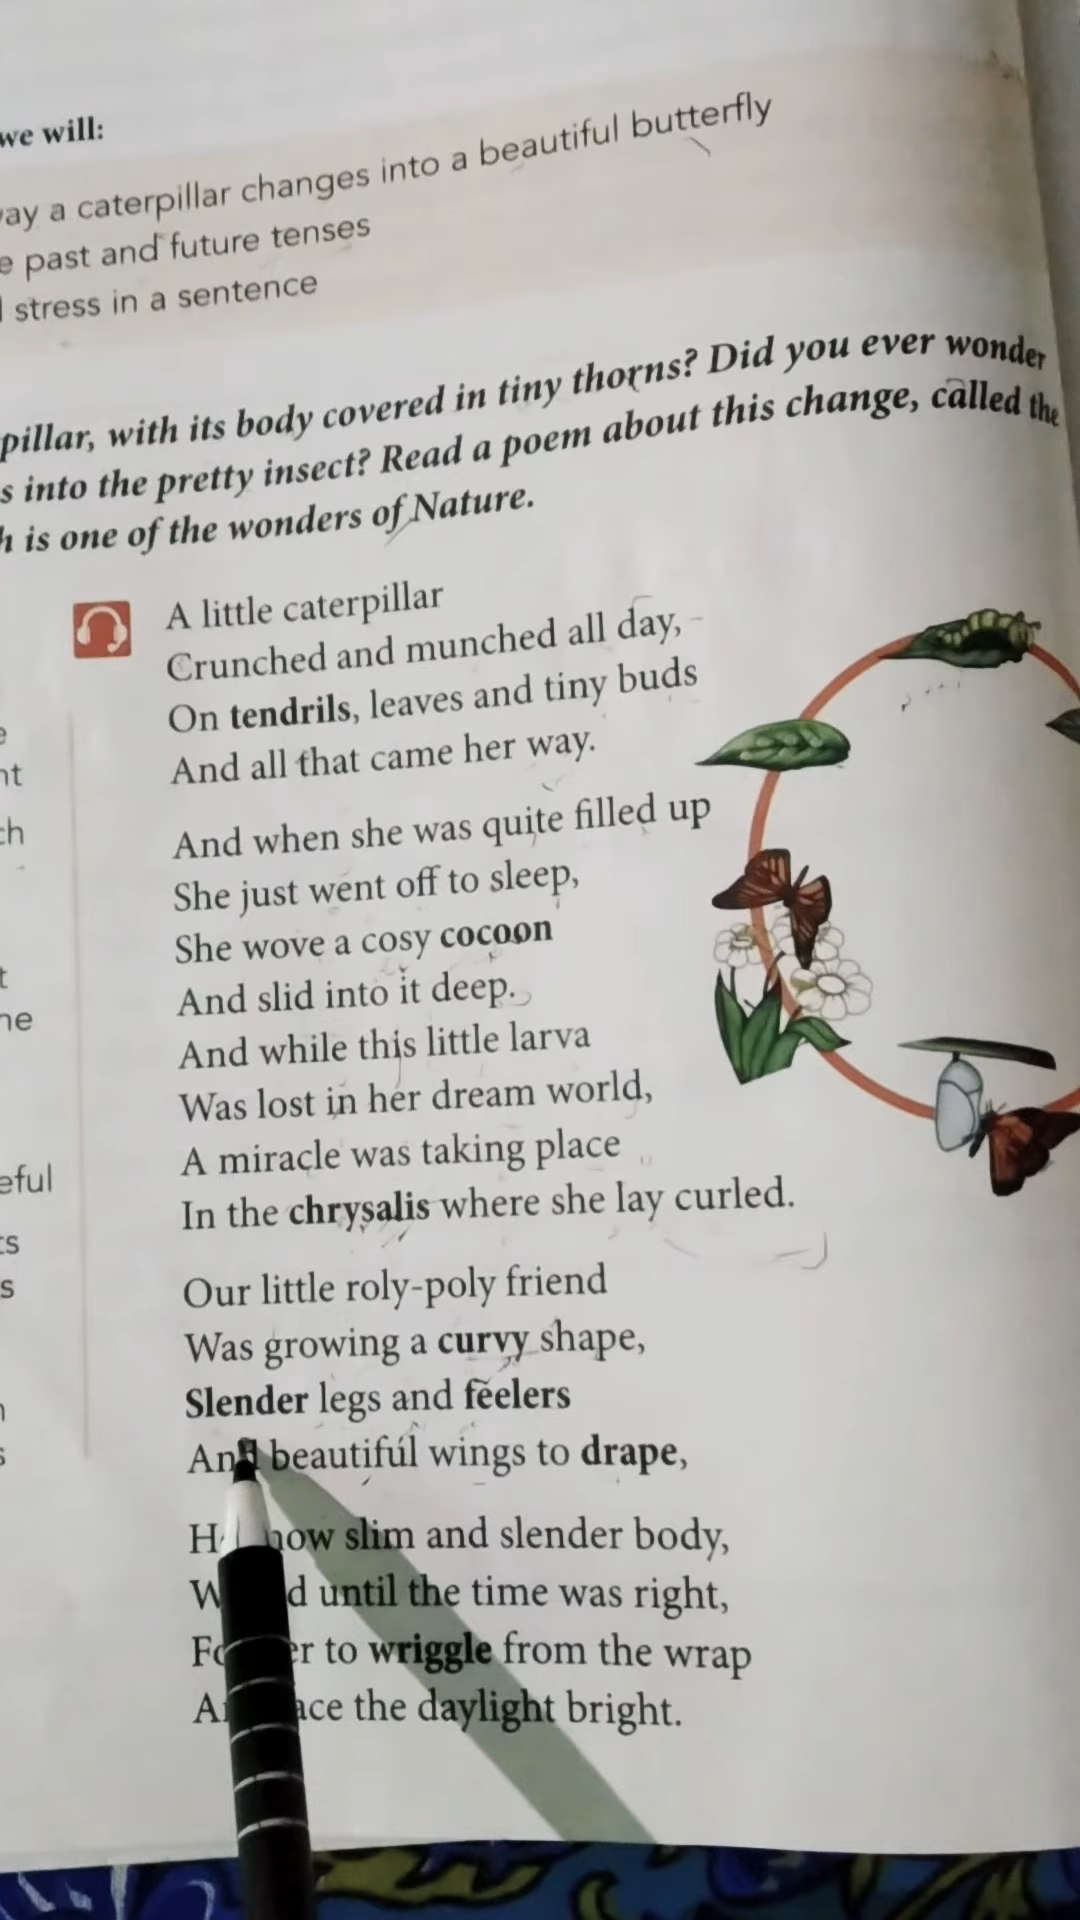 we will:
a caterpillar changes into a beautiful butterfly
past and future tenses
stress in a sentence
with its body covered in tiny thorns? Did you ever wonder
into the pretty insect? Read a poem about this change, called the
is one of the wonders of Nature.
A little caterpillar
Crunched and munched all day,
On tendrils, leaves and tiny buds
And all that came her way.
And when she was quite filled up
She just went off to sleep,
She wove a cosy cocoon
And slid into it deep.
And while this little larva
Was lost in her dream world,
A miracle was taking place
In the chrysalis where she lay curled.
Our little roly-poly friend
Was growing a curvy shape,
Slender legs and feelers
And beautiful wings to drape,
now slim and slender body,
until the time was right,
to wriggle from the wrap
the daylight bright.